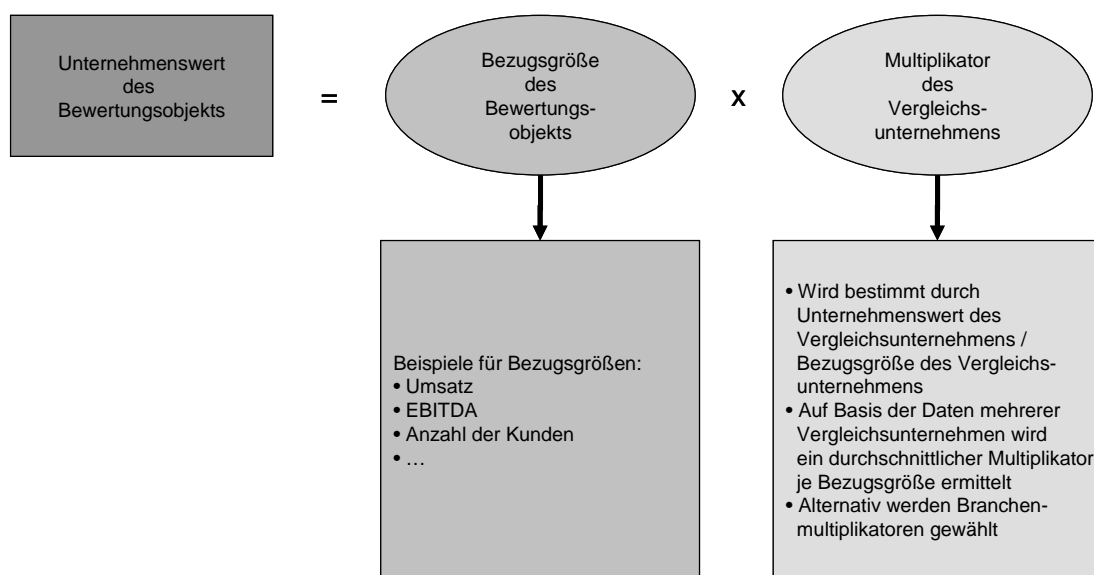 Unternehmenswert
des
Bewertungsobjekts
=
Bezugsgröße
des
Bewertungs-
objekts
x
Multiplikator
des
Vergleichs-
unternehmens
Beispiele für Bezugsgrößen:
• Umsatz
• EBITDA
• Anzahl der Kunden
• …
• Wird bestimmt durch
Unternehmenswert des
Vergleichsunternehmens /
Bezugsgröße des Vergleichs-
unternehmens
• Auf Basis der Daten mehrerer
Vergleichsunternehmen wird
ein durchschnittlicher Multiplikator
je Bezugsgröße ermittelt
• Alternativ werden Branchen-
multiplikatoren gewählt